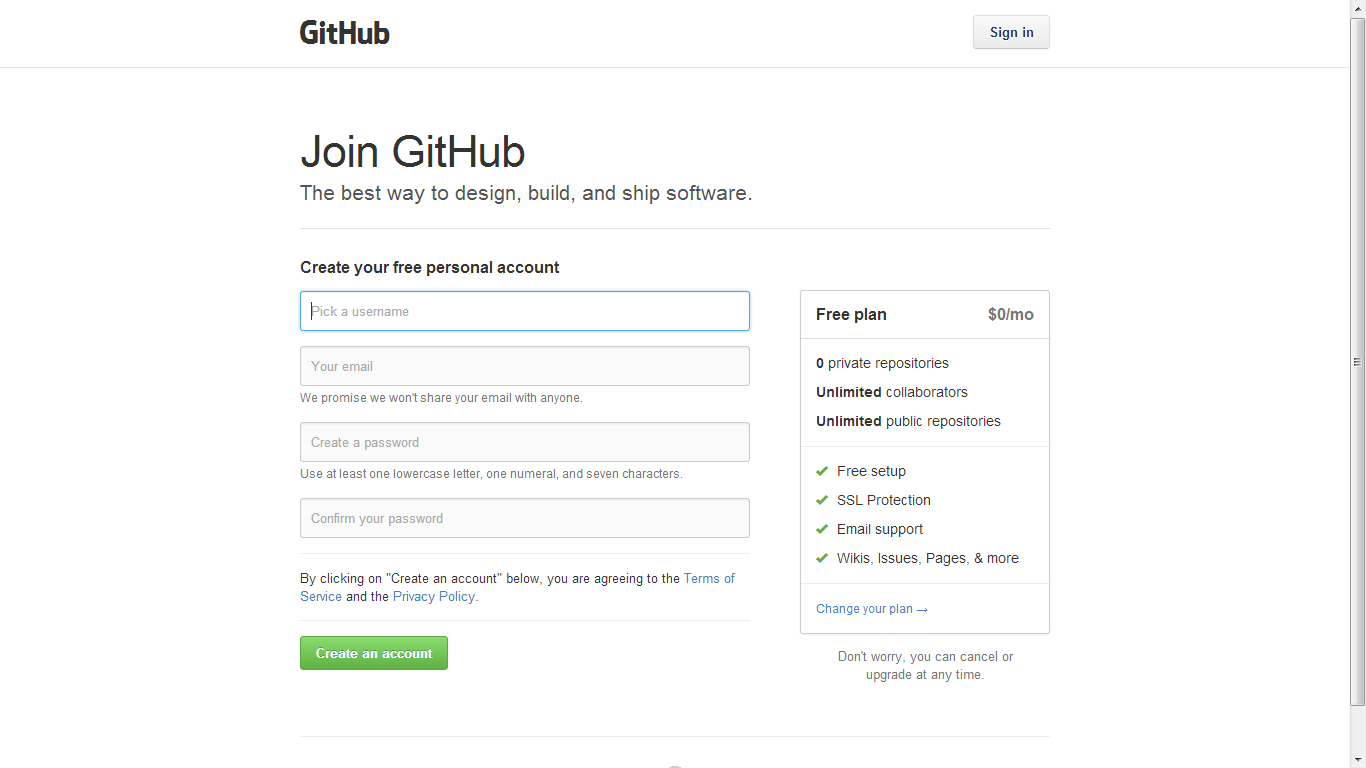 GitHub
Sign in
Join GitHub
The best way to design, build, and ship software.
Create your free personal account
Pick a username
Your email
We promise we won't share your email with anyone.
Create a password
Use at least one lowercase letter, one numeral, and seven characters.
Confirm your password
By clicking on "Create an account" below, you are agreeing to the Terms of
Service and the Privacy Policy.
Create an account
Free plan $0/mo
0 private repositories
Unlimited collaborators
Unlimited public repositories
Free setup
SSL Protection
Email support
Wikis, Issues, Pages, & more
Change your plan →
Don't worry, you can cancel or
upgrade at any time.